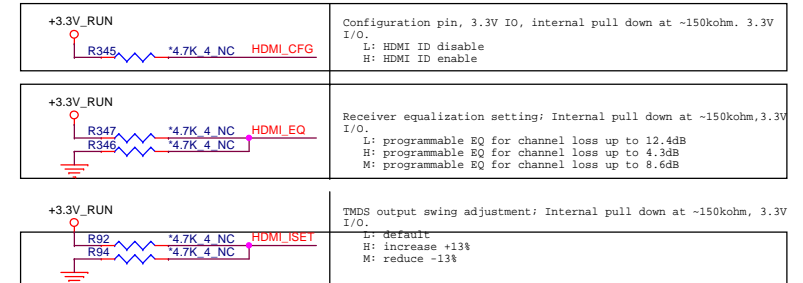 +3.3V_RUN
R345 *4.7K_4_NC HDMI_CFG
Configuration pin, 3.3V IO, internal pull down at ~150kohm. 3.3V
I/O.
L: HDMI ID disable
H: HDMI ID enable
+3.3V_RUN
R347 *4.7K_4_NC HDMI_EQ
R346 *4.7K_4_NC
Receiver equalization setting; Internal pull down at ~150kohm,3.3V
I/O.
L: programmable EQ for channel loss up to 12.4dB
H: programmable EQ for channel loss up to 4.3dB
M: programmable EQ for channel loss up to 8.6dB
+3.3V_RUN
R92 *4.7K_4_NC HDMI_ISET
R94 *4.7K_4_NC
TMDS output swing adjustment; Internal pull down at ~150kohm, 3.3V
I/O.
L: default
H: increase +13%
M: reduce -13%